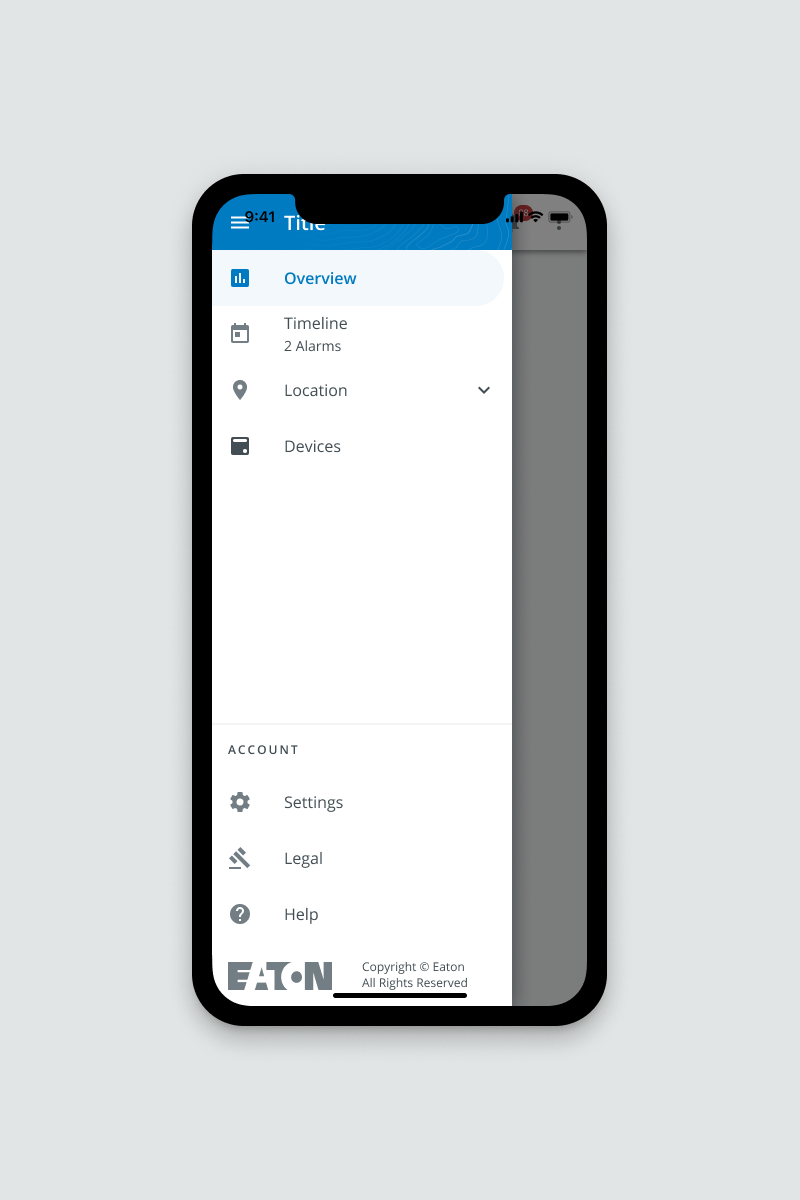 9:41
Title
Overview
Timeline
2 Alarms
Location
Devices
ACCOUNT
Settings
Legal
Help
EATON
Copyright © Eaton
All Rights Reserved